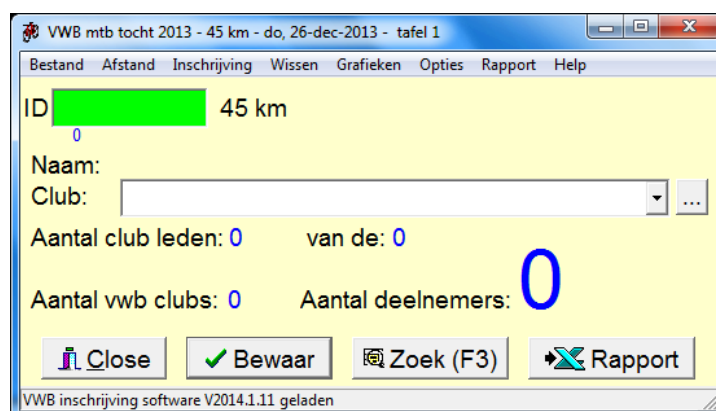 VWB mtb tocht 2013 - 45 km - do, 26-dec-2013 - tafel 1
Bestand Afstand Inschrijving Wissen Grafieken Opties Rapport Help
ID 45 km
0
Naam:
Club: ...
Aantal club leden: 0 van de: 0
Aantal vwb clubs: 0 Aantal deelnemers: 0
Close Bewaar Zoek (F3) Rapport
VWB inschrijving software V2014.1.11 geladen